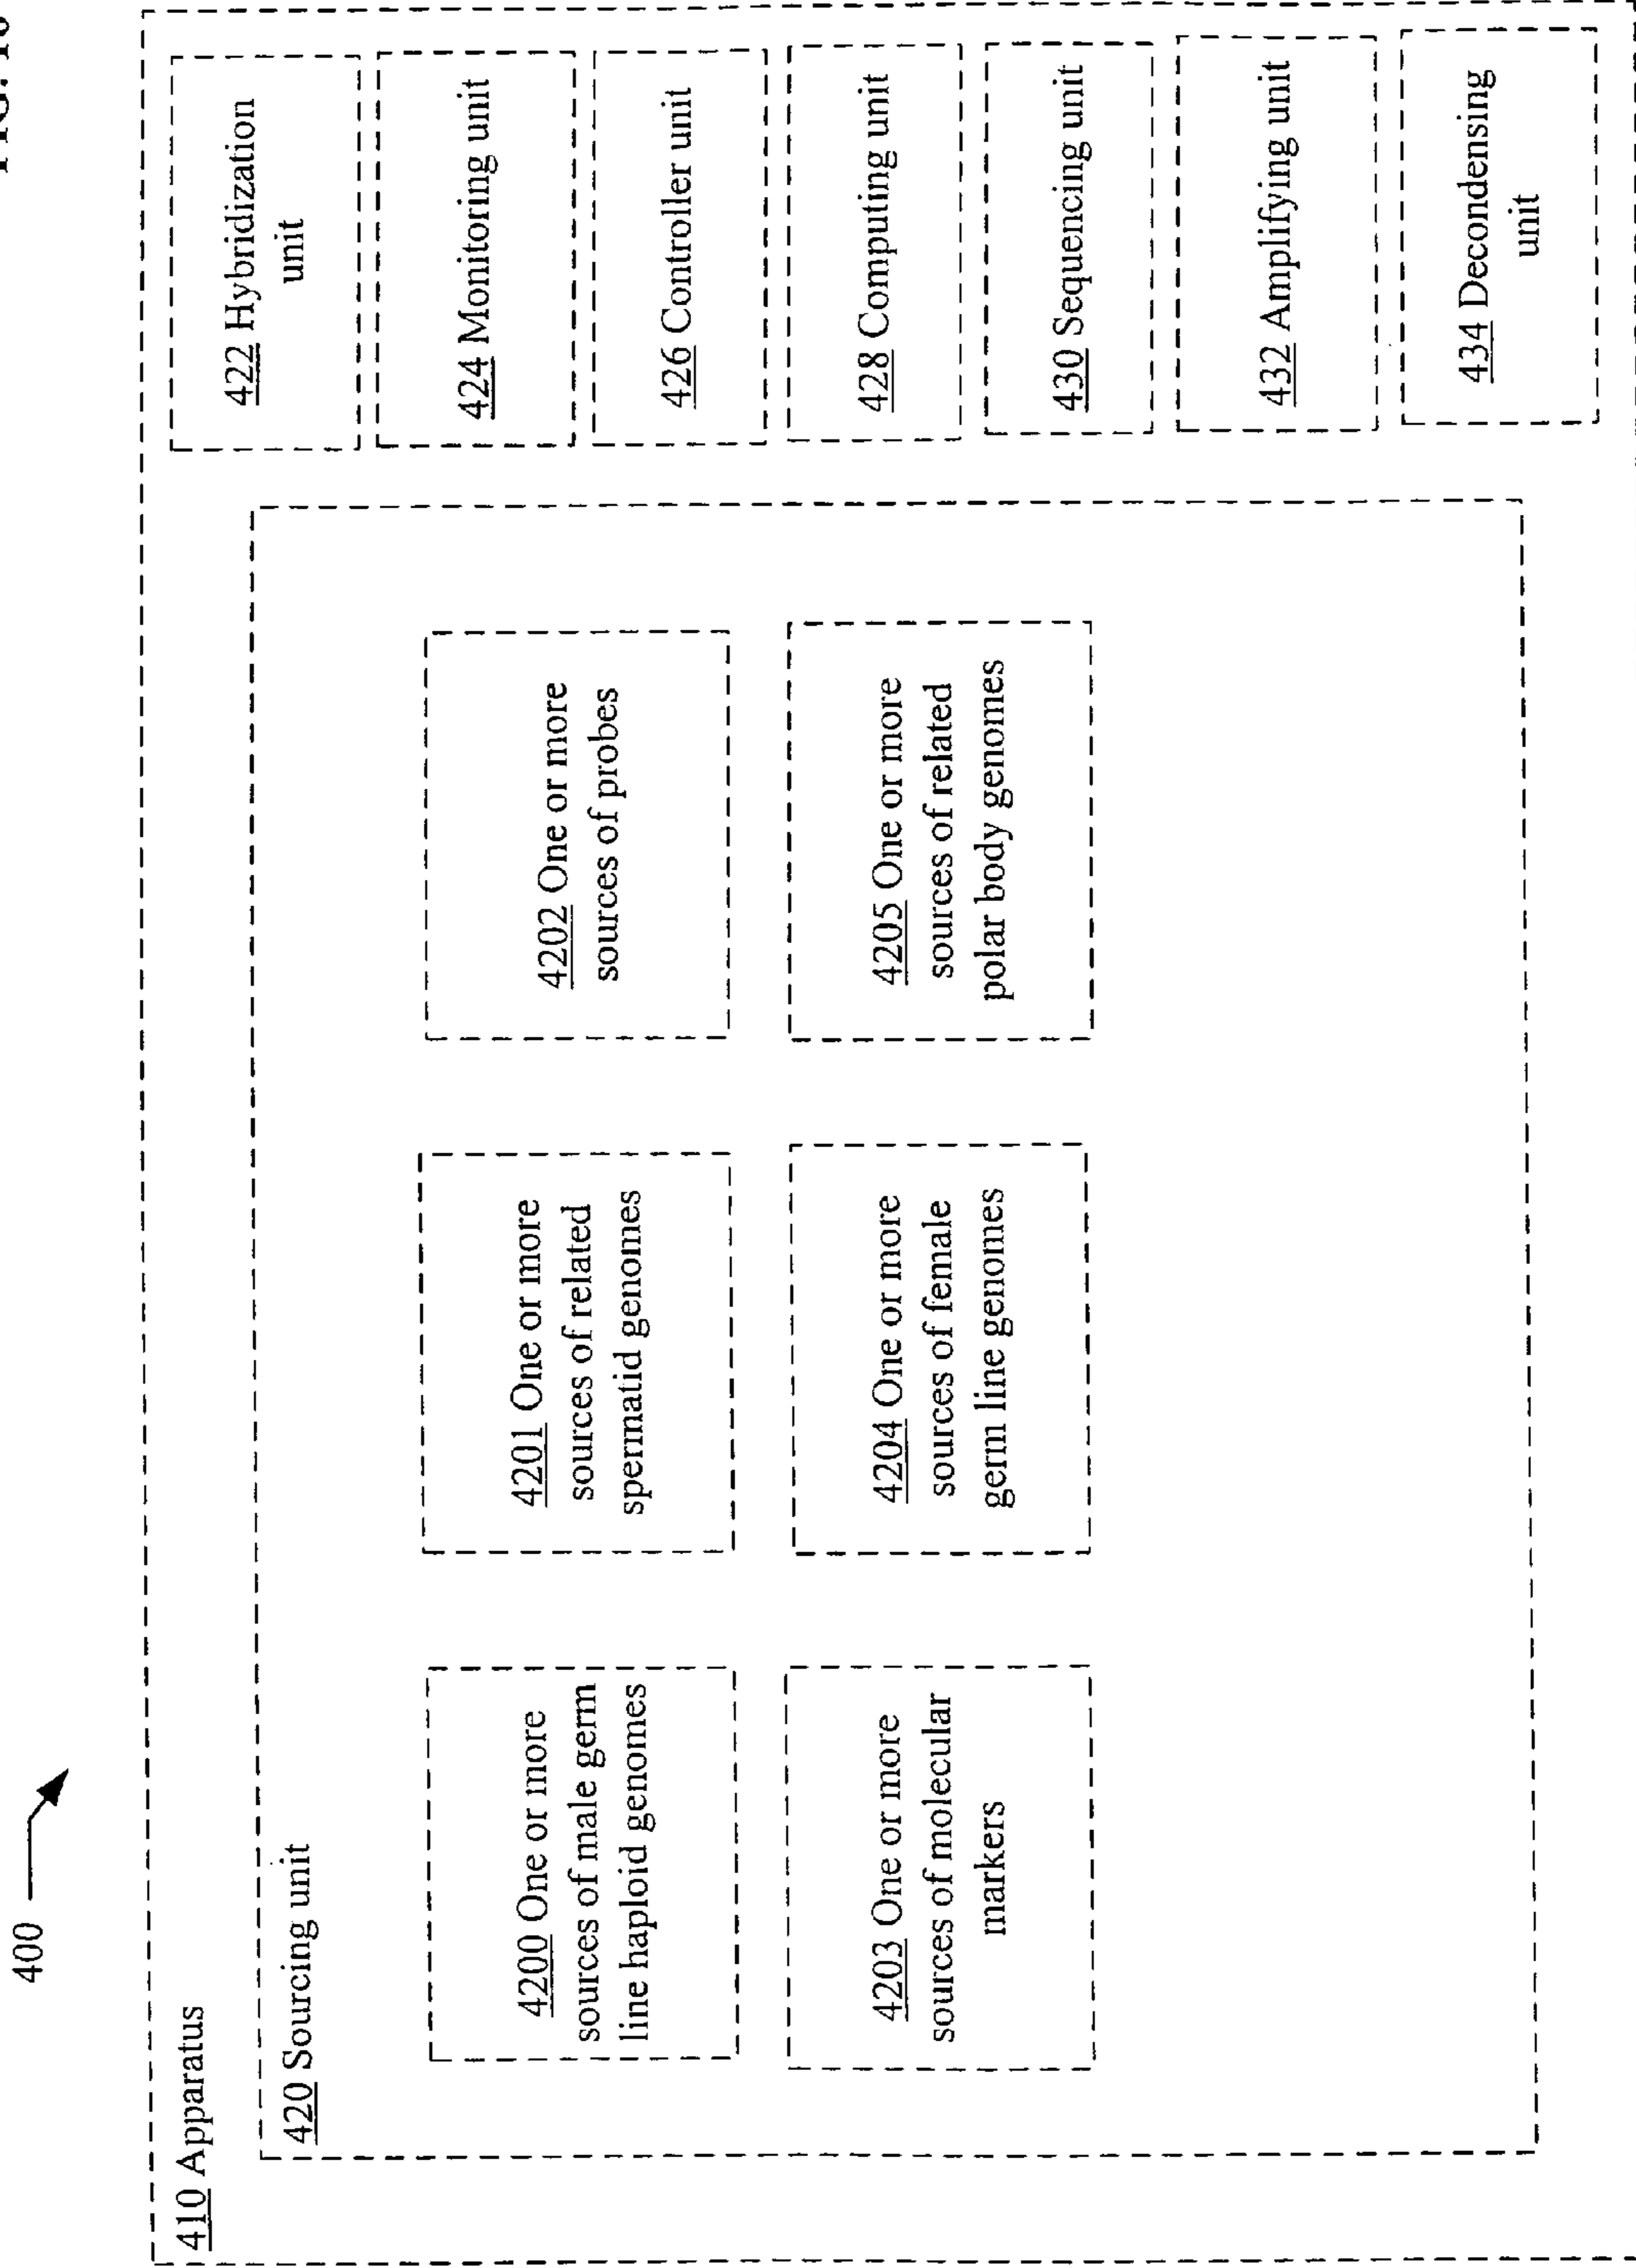 400
410 Apparatus
420 Sourcing unit
4200 One or more
sources of male germ
line haploid genomes
4201 One or more
sources of related
spermatid genomes
4202 One or more
sources of probes
4203 One or more
sources of molecular
markers
4204 One or more
sources of female
germ line genomes
4205 One or more
sources of related
polar body genomes
422 Hybridization
unit
424 Monitoring unit
426 Controller unit
428 Computing unit
430 Sequencing unit
432 Amplifying unit
434 Decondensing
unit